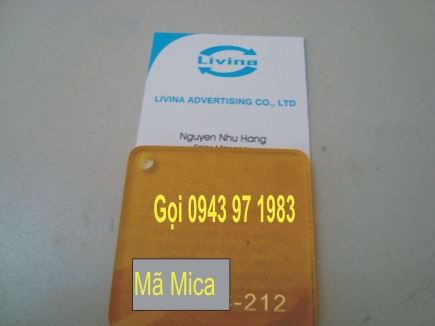 Livina
LIVINA ADVERTISING CO., LTD
Nguyen Nhu Hang
Gọi 0943 97 1983
Mã Mica
-212